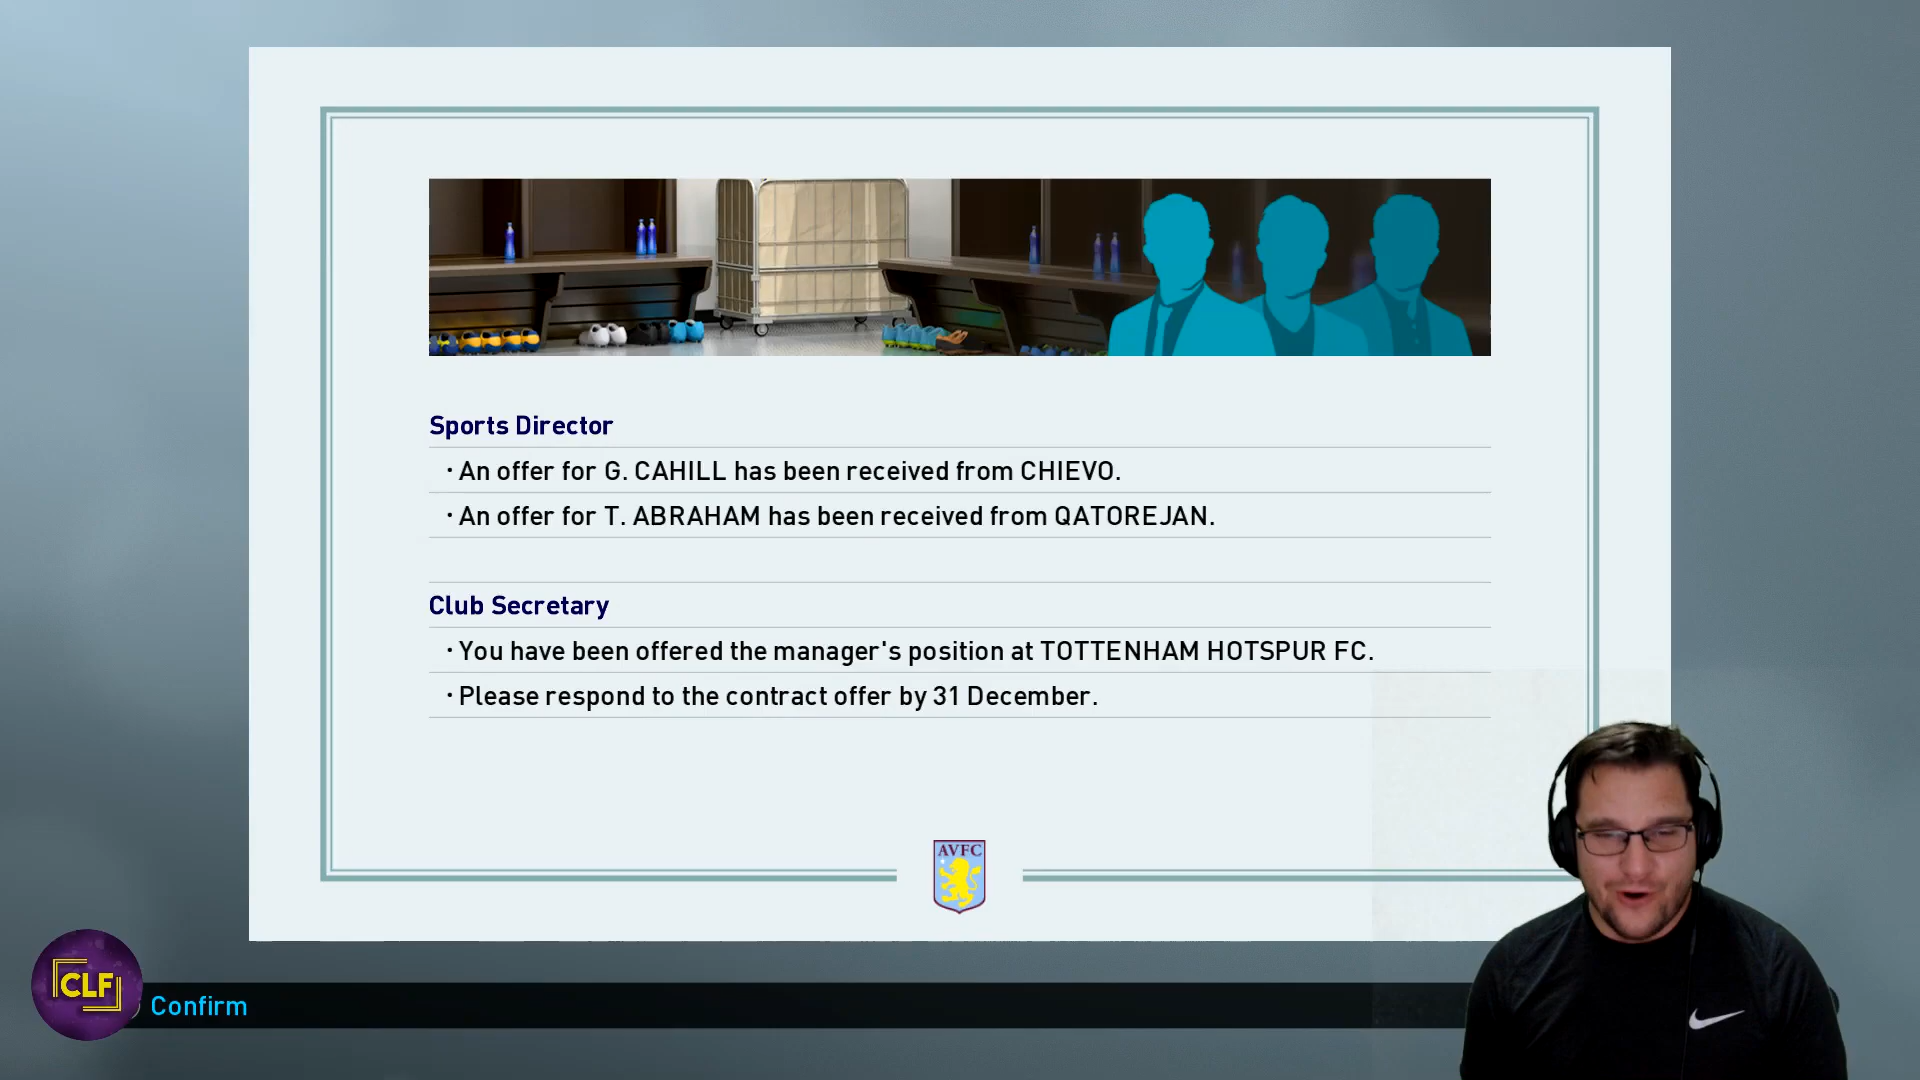 Sports Director
・An offer for G. CAHILL has been received from CHIEVO.
・An offer for T. ABRAHAM has been received from QATOREJAN.
Club Secretary
・You have been offered the manager's position at TOTTENHAM HOTSPUR FC.
・Please respond to the contract offer by 31 December.
AVFC
CLF
Confirm